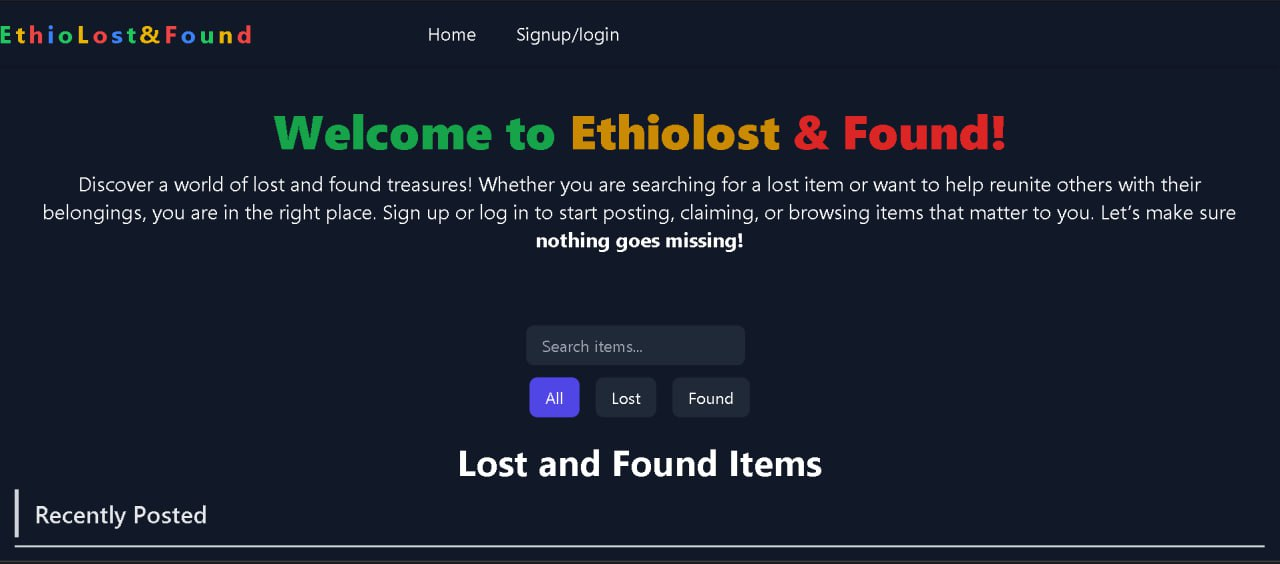 EthioLost&Found
Home
Signup/login
Welcome to Ethiolost & Found!
Discover a world of lost and found treasures! Whether you are searching for a lost item or want to help reunite others with their
belongings, you are in the right place. Sign up or log in to start posting, claiming, or browsing items that matter to you. Let’s make sure
nothing goes missing!
Search items...
All
Lost
Found
Lost and Found Items
Recently Posted